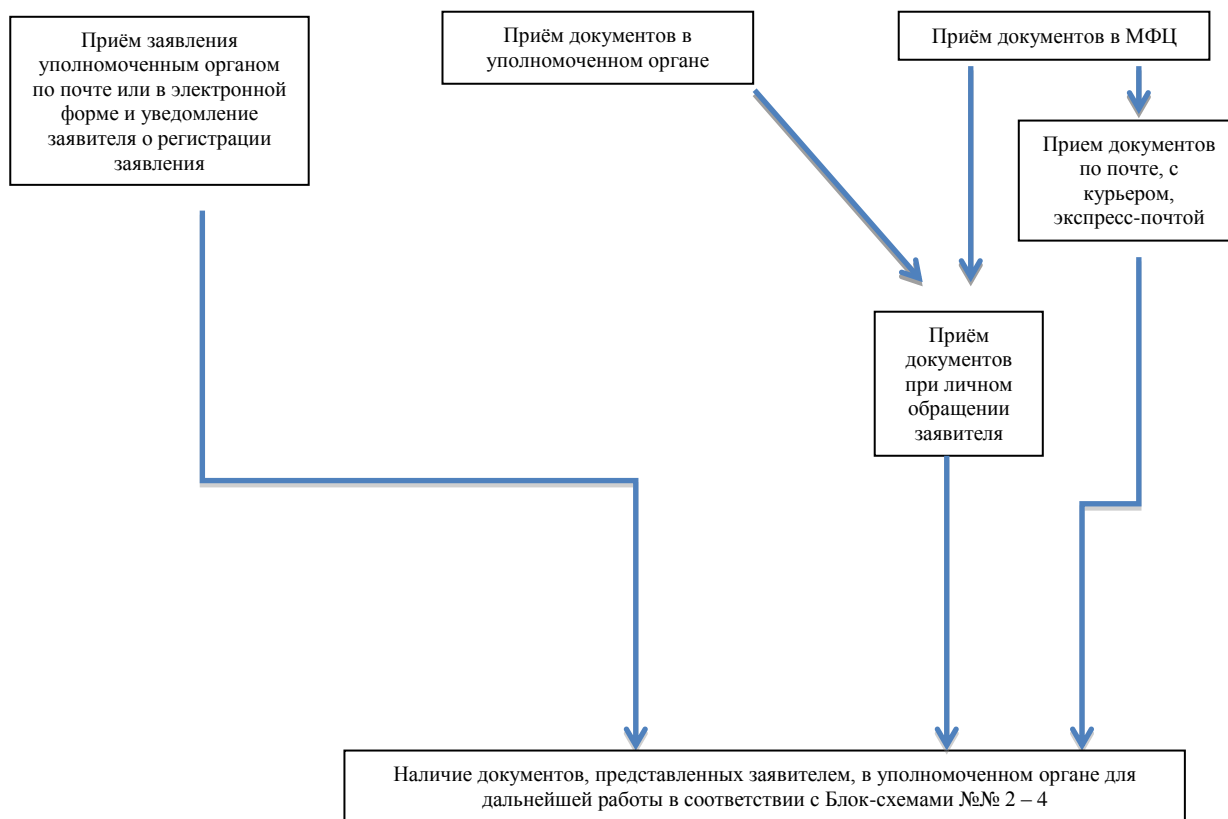 Приём заявления
уполномоченным органом
по почте или в электронной
форме и уведомление
заявителя о регистрации
заявления
Приём документов в
уполномоченном органе
Приём документов в МФЦ
Прием документов
по почте, с
курьером,
экспресс-почтой
Приём
документов
при личном
обращении
заявителя
Наличие документов, представленных заявителем, в уполномоченном органе для
дальнейшей работы в соответствии с Блок-схемами №№ 2 – 4